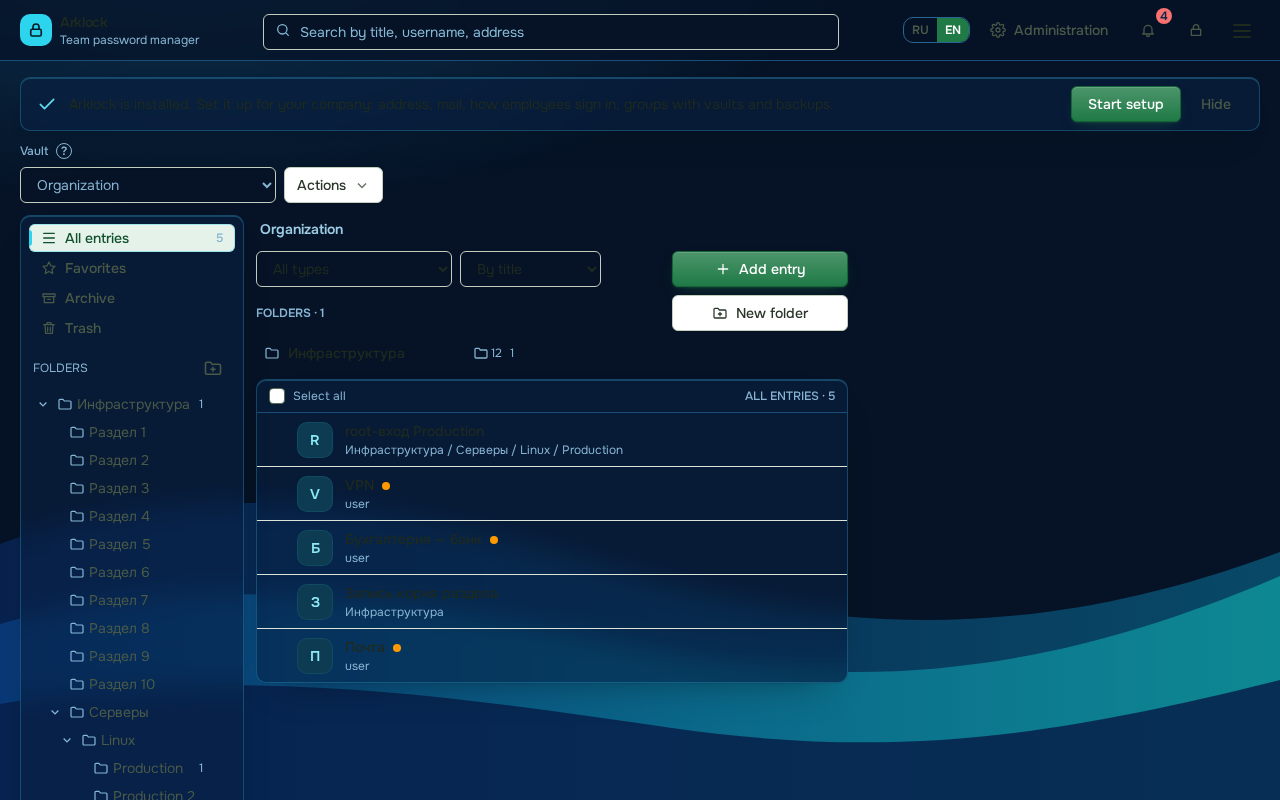 Arklock
Team password manager
Search by title, username, address
RU EN
Administration
4
Arklock is installed. Set it up for your company: address, mail, how employees sign in, groups with vaults and backups.
Start setup
Hide
Vault ?
Organization
Actions
All entries 5
Favorites
Archive
Trash
FOLDERS
Инфраструктура 1
Раздел 1
Раздел 2
Раздел 3
Раздел 4
Раздел 5
Раздел 6
Раздел 7
Раздел 8
Раздел 9
Раздел 10
Серверы
Linux
Production 1
Production 2
Organization
All types
By title
Add entry
FOLDERS · 1
New folder
Инфраструктура 12 1
Select all
ALL ENTRIES · 5
R
root-вход Production
Инфраструктура / Серверы / Linux / Production
V
VPN
user
Б
Бухгалтерия — банк
user
З
Инфраструктура
П
Почта
user